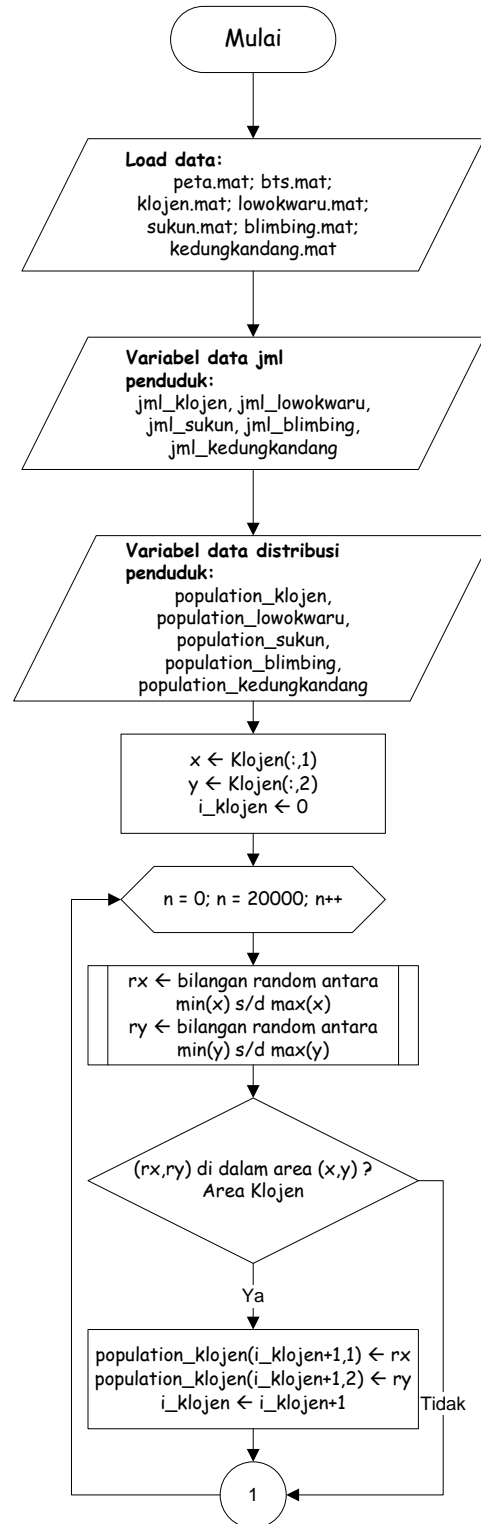 Mulai
Load data:
peta.mat; bts.mat;
klojen.mat; lowokwaru.mat;
sukun.mat; blimbing.mat;
kedungkandang.mat
Variabel data jml
penduduk:
jml_klojen, jml_lowokwaru,
jml_sukun, jml_blimbing,
jml_kedungkandang
Variabel data distribusi
penduduk:
population_klojen,
population_lowokwaru,
population_sukun,
population_blimbing,
population_kedungkandang
x ← Klojen(:,1)
y ← Klojen(:,2)
i_klojen ← 0
n = 0; n = 20000; n++
rx ← bilangan random antara
min(x) s/d max(x)
ry ← bilangan random antara
min(y) s/d max(y)
(rx,ry) di dalam area (x,y) ?
Area Klojen
Ya
population_klojen(i_klojen+1,1) ← rx
population_klojen(i_klojen+1,2) ← ry
i_klojen ← i_klojen+1
Tidak
1